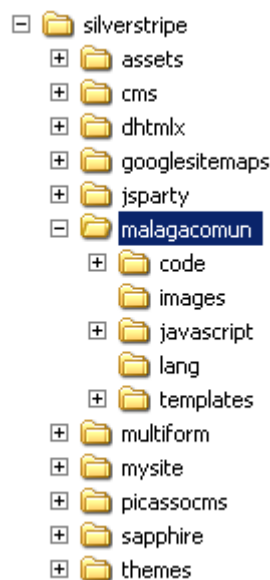 silverstripe
assets
cms
dhtmlx
googlesitemaps
jsparty
malagacomun
code
images
javascript
lang
templates
multiform
mysite
picassocms
sapphire
themes